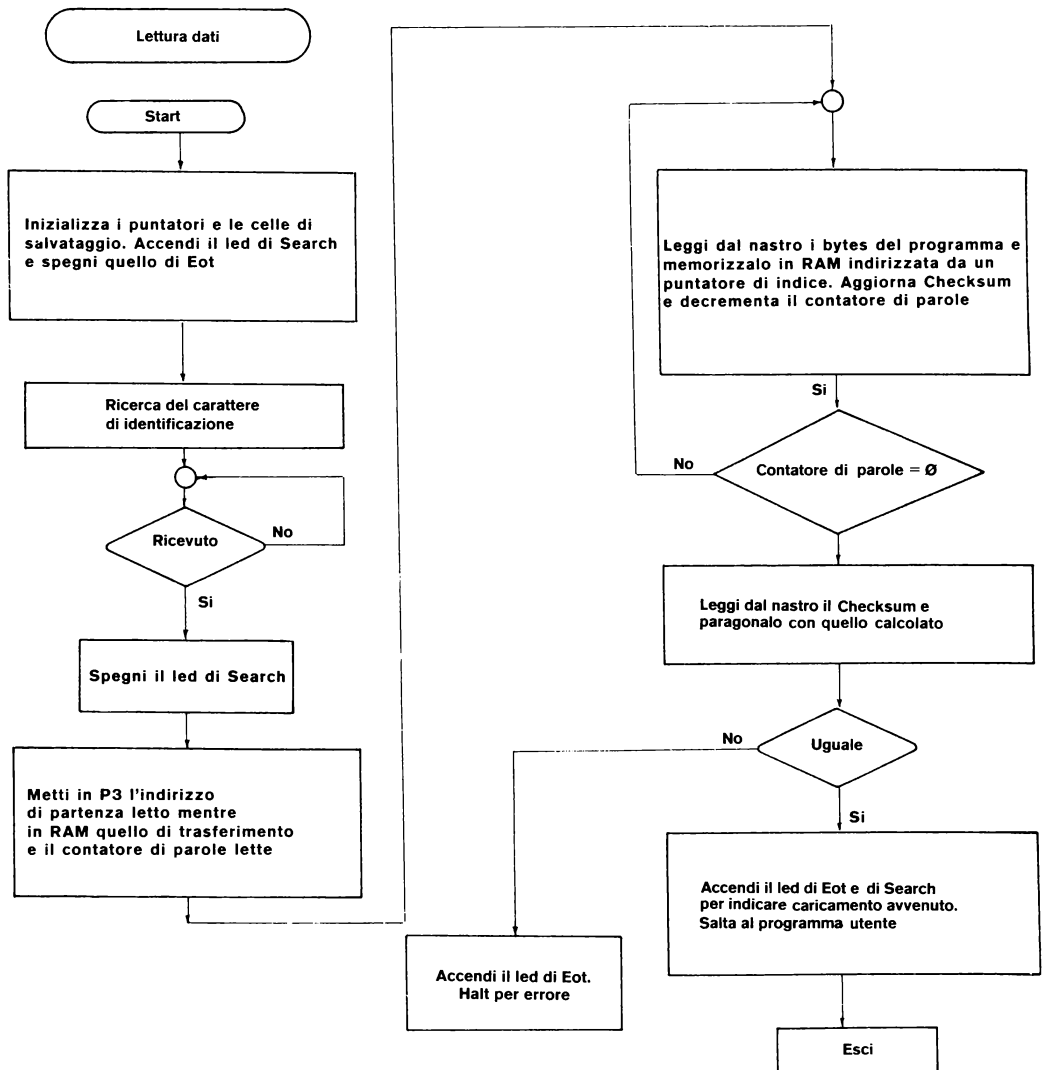 Lettura dati
Start
Inizializza i puntatori e le celle di
salvataggio. Accendi il led di Search
e spegni quello di Eot
Ricerca del carattere
di identificazione
Ricevuto
No
Si
Spegni il led di Search
Metti in P3 l'indirizzo
di partenza letto mentre
in RAM quello di trasferimento
e il contatore di parole lette
Leggi dal nastro i bytes del programma e
memorizzalo in RAM indirizzata da un
puntatore di indice. Aggiorna Checksum
e decrementa il contatore di parole
Si
No
Contatore di parole = Ø
Leggi dal nastro il Checksum e
paragonalo con quello calcolato
No
Uguale
Si
Accendi il led di Eot e di Search
per indicare caricamento avvenuto.
Salta al programma utente
Accendi il led di Eot.
Halt per errore
Esci